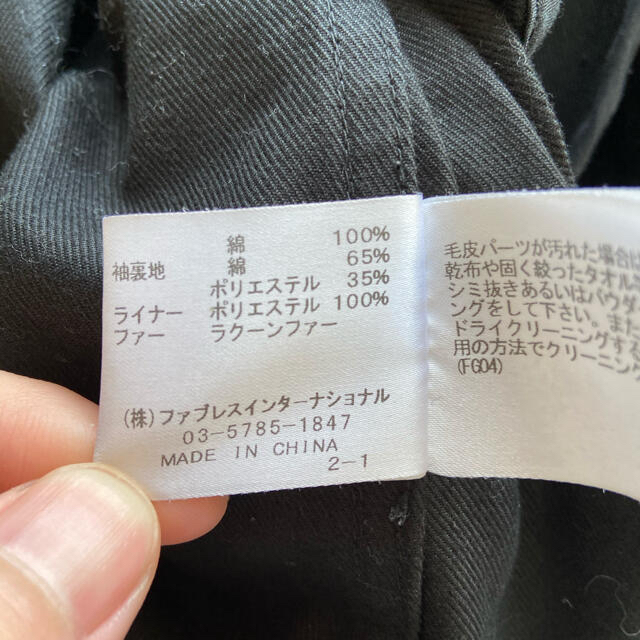 綿 100%
袖裏地 綿 65%
ポリエステル 35%
ライナー ポリエステル 100%
ファー ラクーンファー
(株)ファブレスインターナショナル
03-5785-1847
MADE IN CHINA
2-1
毛皮パーツが汚れた場合は
乾布や固く絞ったタオル
シミ抜きあるいはパウダ
ングをして下さい。また
ドライクリーニングする
用の方法でクリーニン
(FG04)